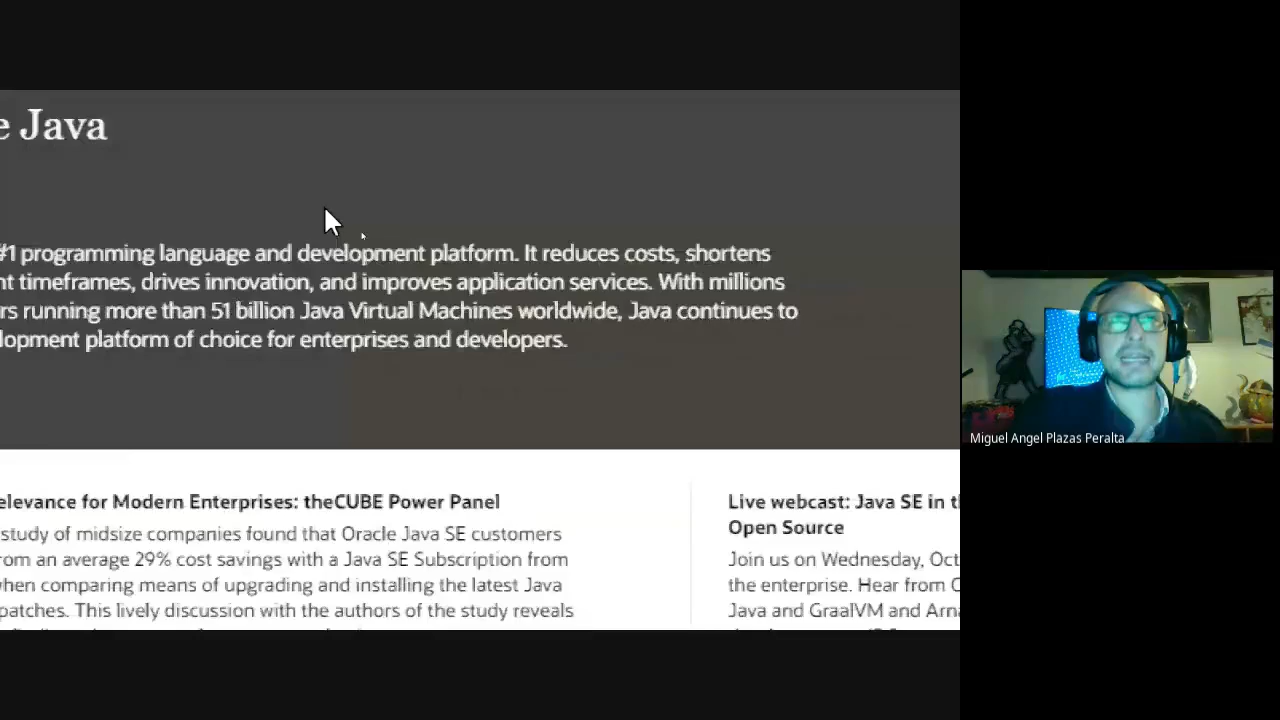 e Java
#1 programming language and development platform. It reduces costs, shortens
nt timeframes, drives innovation, and improves application services. With millions
rs running more than 51 billion Java Virtual Machines worldwide, Java continues to
lopment platform of choice for enterprises and developers.
elevance for Modern Enterprises: theCUBE Power Panel
study of midsize companies found that Oracle Java SE customers
rom an average 29% cost savings with a Java SE Subscription from
when comparing means of upgrading and installing the latest Java
patches. This lively discussion with the authors of the study reveals
Live webcast: Java SE in t
Open Source
Join us on Wednesday, Oct
the enterprise. Hear from
Java and GraalVM and Arna
Miguel Angel Plazas Peralta